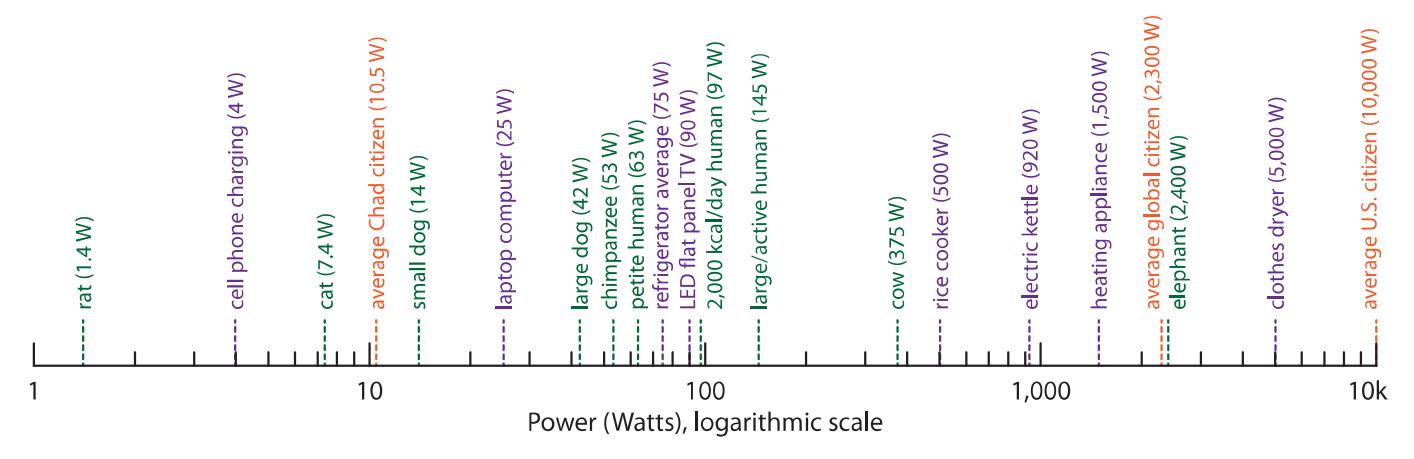 rat (1.4 W)
cell phone charging (4 W)
cat (7.4 W)
average Chad citizen (10.5 W)
small dog (14 W)
laptop computer (25 W)
large dog (42 W)
chimpanzee (53 W)
petite human (63 W)
refrigerator average (75 W)
LED flat panel TV (90 W)
2,000 kcal/day human (97 W)
large/active human (145 W)
cow (375 W)
rice cooker (500 W)
electric kettle (920 W)
heating appliance (1,500 W)
average global citizen (2,300 W)
elephant (2,400 W)
clothes dryer (5,000 W)
average U.S. citizen (10,000 W)
1 10 100 1,000 10k
Power (Watts), logarithmic scale